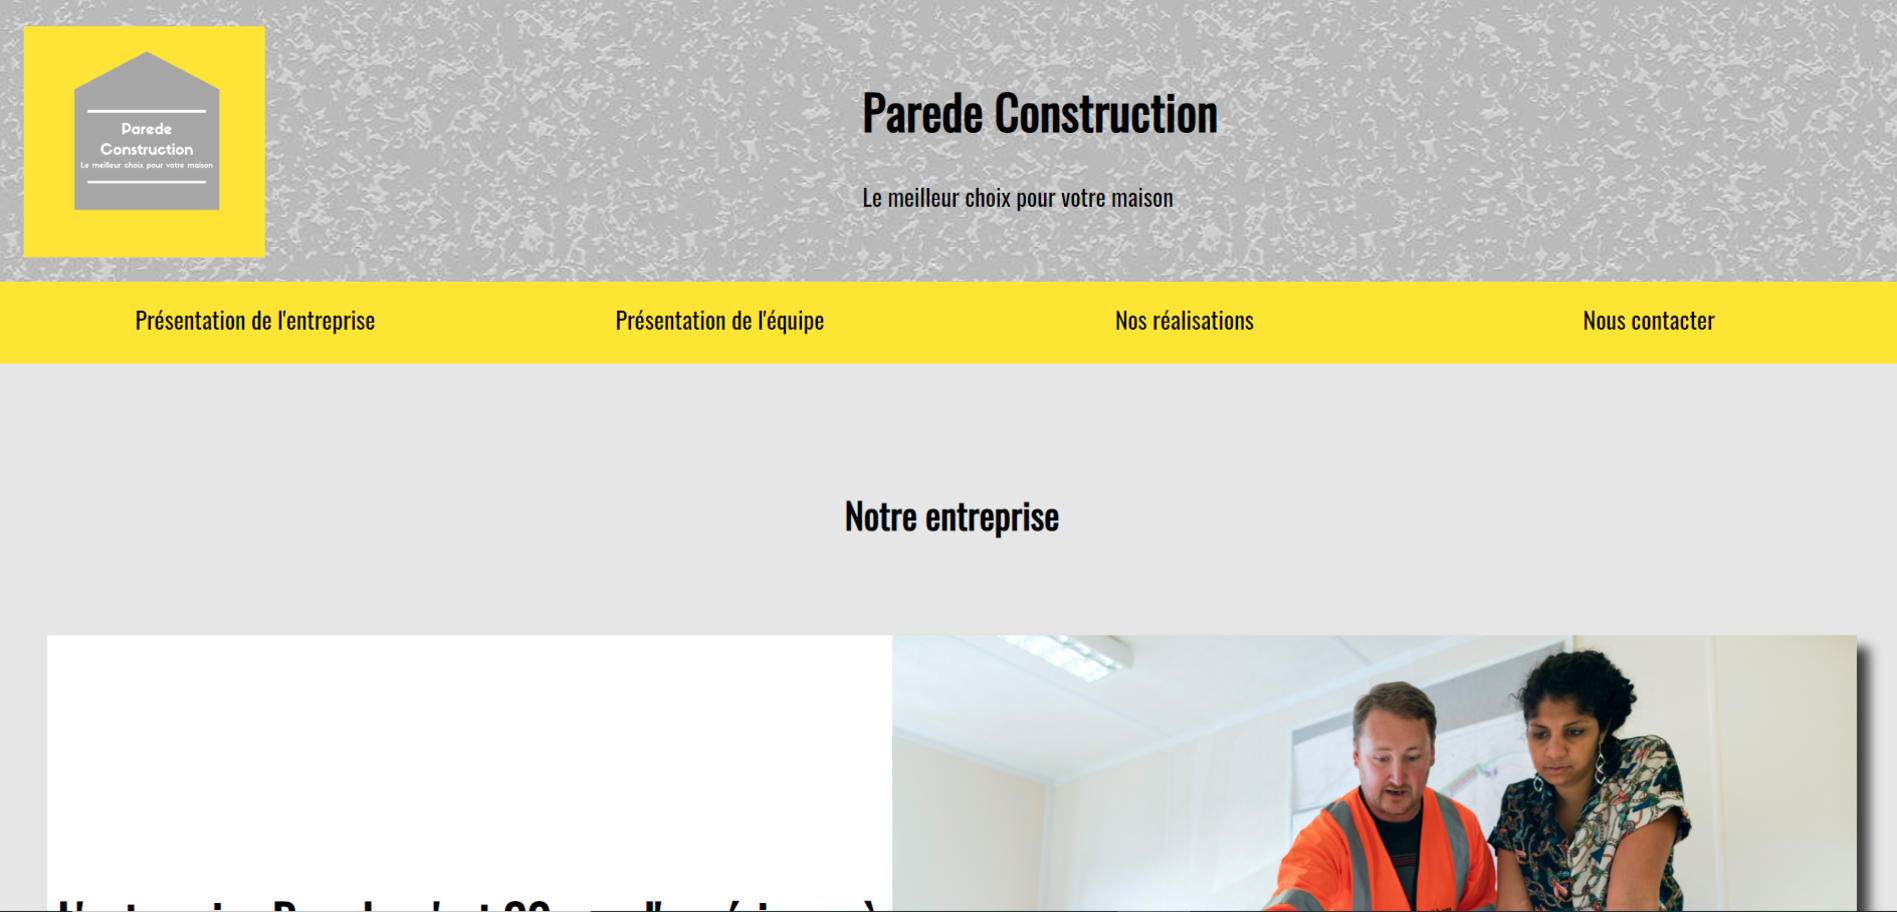 Parede
Construction
Le meilleur choix pour votre maison
Parede Construction
Le meilleur choix pour votre maison
Présentation de l'entreprise
Présentation de l'équipe
Nos réalisations
Nous contacter
Notre entreprise